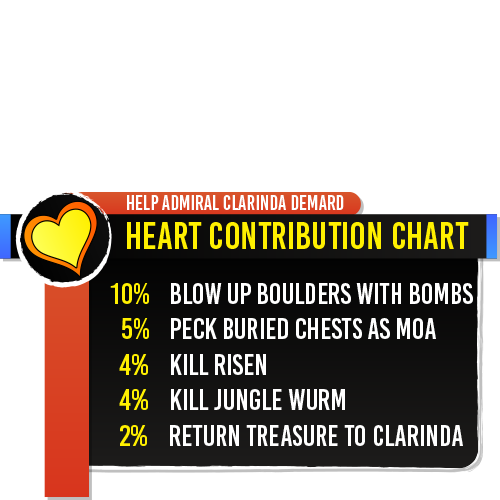 HELP ADMIRAL CLARINDA DEMARD
HEART CONTRIBUTION CHART
10% BLOW UP BOULDERS WITH BOMBS
5% PECK BURIED CHESTS AS MOA
4% KILL RISEN
4% KILL JUNGLE WURM
2% RETURN TREASURE TO CLARINDA